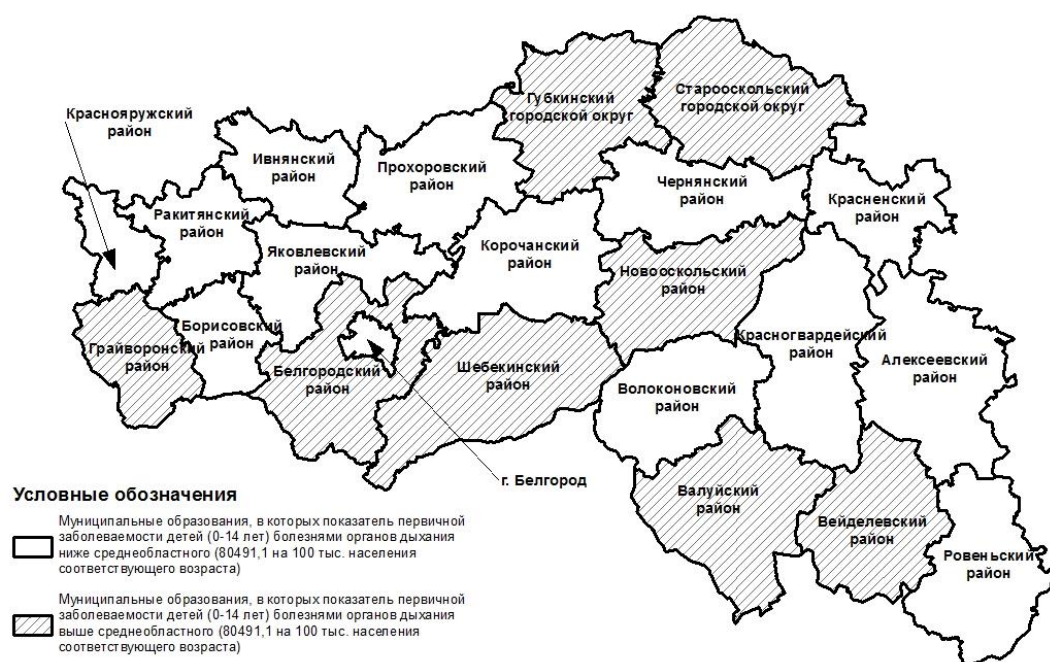 Губкинский
городской округ
Старооскольский
городской округ
Краснояружский
район
Ивнянский
район
Прохоровский
район
Чернянский
район
Красненский
район
Ракитянский
район
Яковлевский
район
Корочанский
район
Новооскольский
район
Борисовский
район
Грайворонский
район
Белгородский
район
Шебекинский
район
Красногвардейский
район
Алексеевский
район
Волоконовский
район
г. Белгород
Валуйский
район
Вейделевский
район
Ровеньский
район
Условные обозначения
Муниципальные образования, в которых показатель первичной
заболеваемости детей (0-14 лет) болезнями органов дыхания
ниже среднеобластного (80491,1 на 100 тыс. населения
соответствующего возраста)
Муниципальные образования, в которых показатель первичной
заболеваемости детей (0-14 лет) болезнями органов дыхания
выше среднеобластного (80491,1 на 100 тыс. населения
соответствующего возраста)